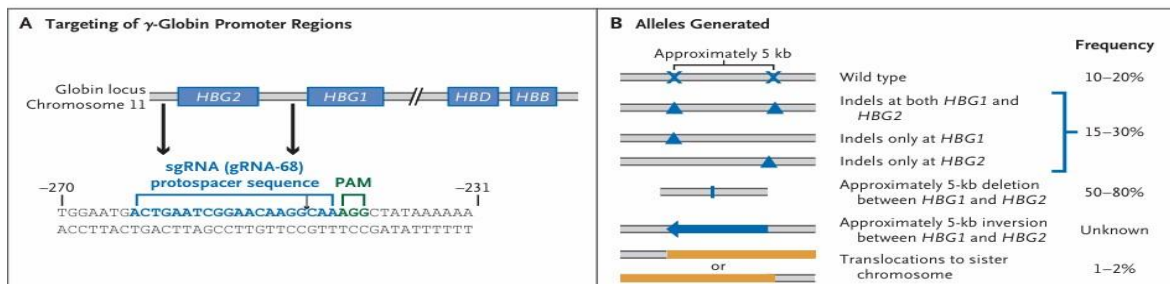 A Targeting of γ-Globin Promoter Regions
Globin locus
Chromosome 11
HBG2
HBG1
//
HBD
HBB
sgRNA (gRNA-68)
protospacer sequence
PAM
−270
−231
TGGAATGACTGAATCGGAACAAGGCAAAGGCTATAAAAAA
ACCTTACTGACTTAGCCTTGTTCCGTTTCCGATATTTTTT
B Alleles Generated
Frequency
Approximately 5 kb
Wild type
10–20%
Indels at both HBG1 and
HBG2
Indels only at HBG1
15–30%
Indels only at HBG2
Approximately 5-kb deletion
between HBG1 and HBG2
50–80%
Approximately 5-kb inversion
between HBG1 and HBG2
Unknown
or
Translocations to sister
chromosome
1–2%